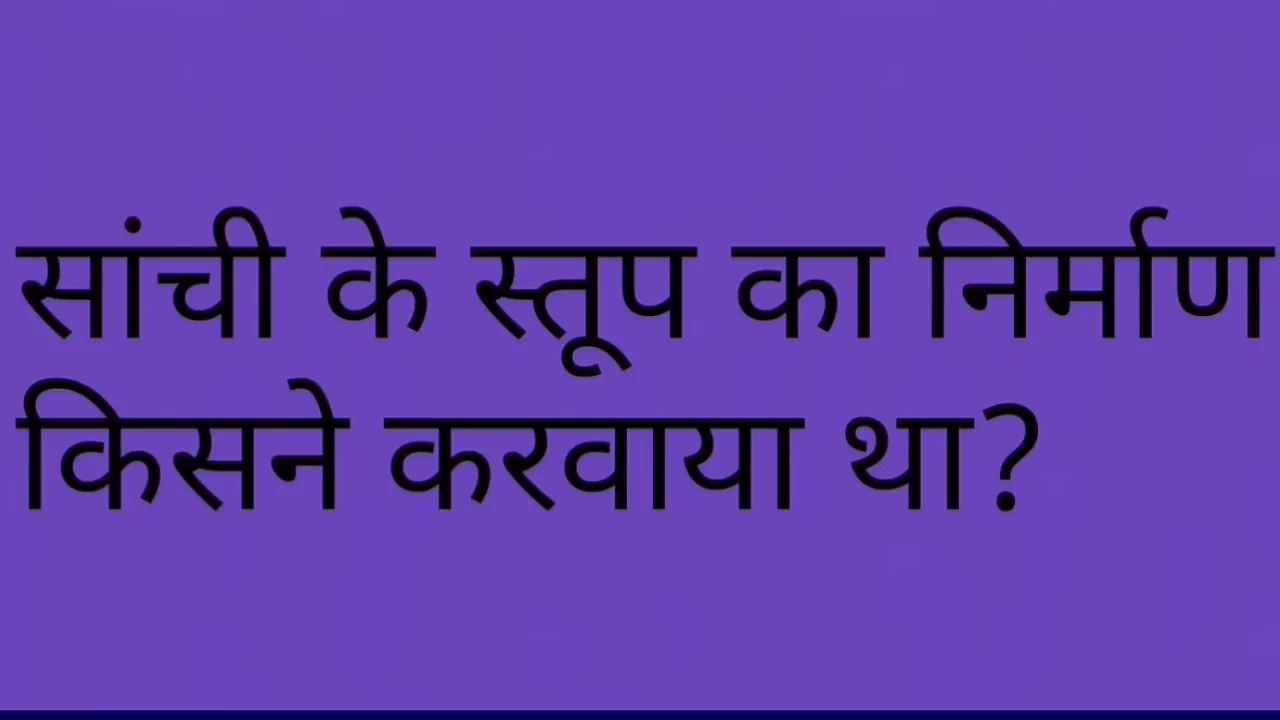 सांची के स्तूप का निर्माण
किसने करवाया था?